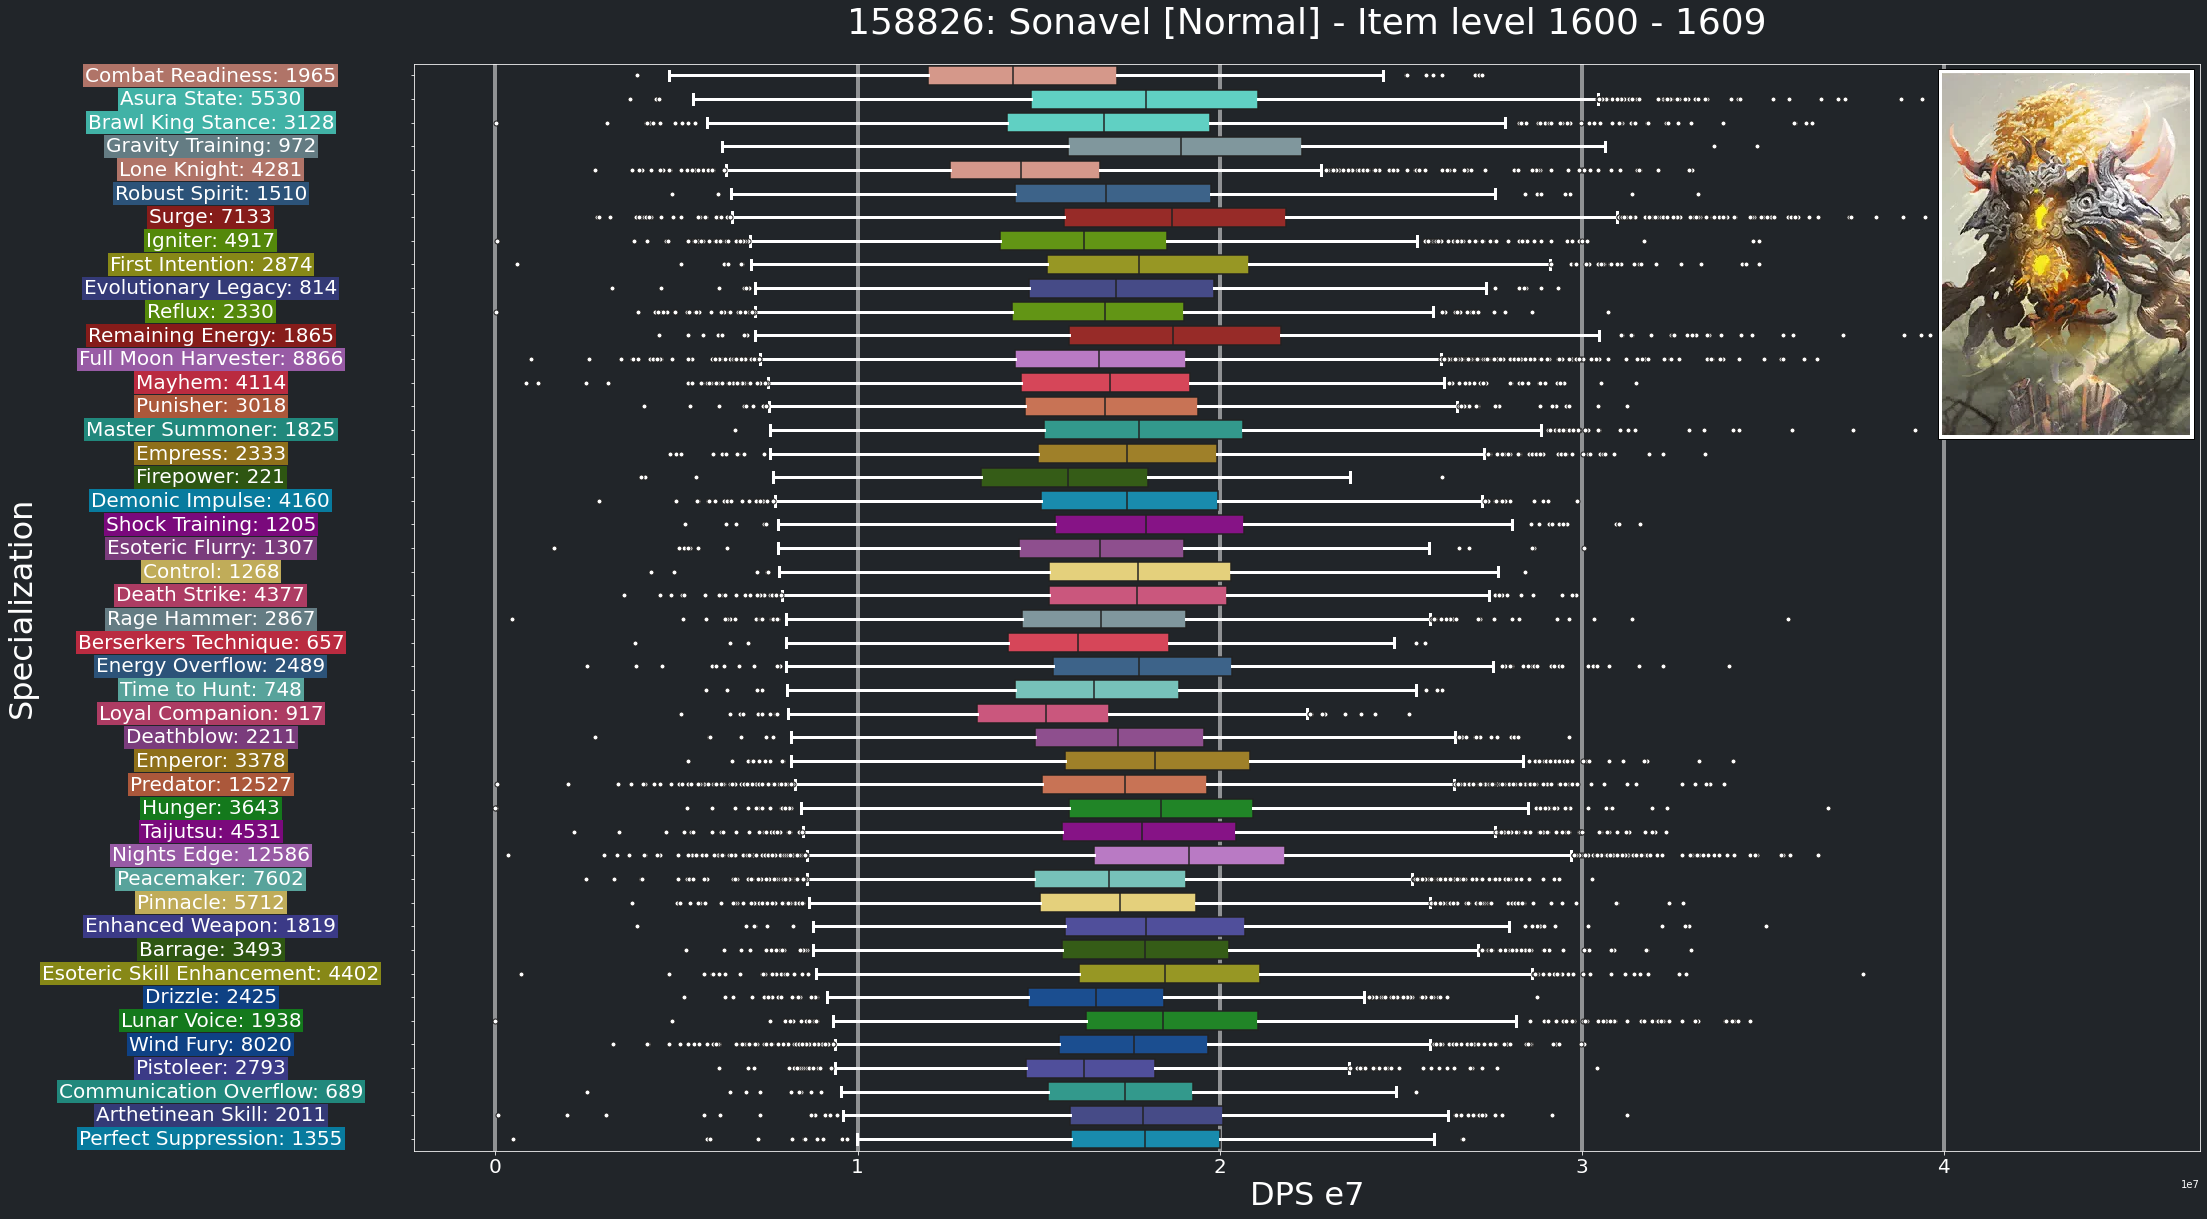 158826: Sonavel [Normal] - Item level 1600 - 1609
Specialization
Combat Readiness: 1965
Asura State: 5530
Brawl King Stance: 3128
Gravity Training: 972
Lone Knight: 4281
Robust Spirit: 1510
Surge: 7133
Igniter: 4917
First Intention: 2874
Evolutionary Legacy: 814
Reflux: 2330
Remaining Energy: 1865
Full Moon Harvester: 8866
Mayhem: 4114
Punisher: 3018
Master Summoner: 1825
Empress: 2333
Firepower: 221
Demonic Impulse: 4160
Shock Training: 1205
Esoteric Flurry: 1307
Control: 1268
Death Strike: 4377
Rage Hammer: 2867
Berserkers Technique: 657
Energy Overflow: 2489
Time to Hunt: 748
Loyal Companion: 917
Deathblow: 2211
Emperor: 3378
Predator: 12527
Hunger: 3643
Taijutsu: 4531
Nights Edge: 12586
Peacemaker: 7602
Pinnacle: 5712
Enhanced Weapon: 1819
Barrage: 3493
Esoteric Skill Enhancement: 4402
Drizzle: 2425
Lunar Voice: 1938
Wind Fury: 8020
Pistoleer: 2793
Communication Overflow: 689
Arthetinean Skill: 2011
Perfect Suppression: 1355
0 1 2 3 4
1e7
DPS e7